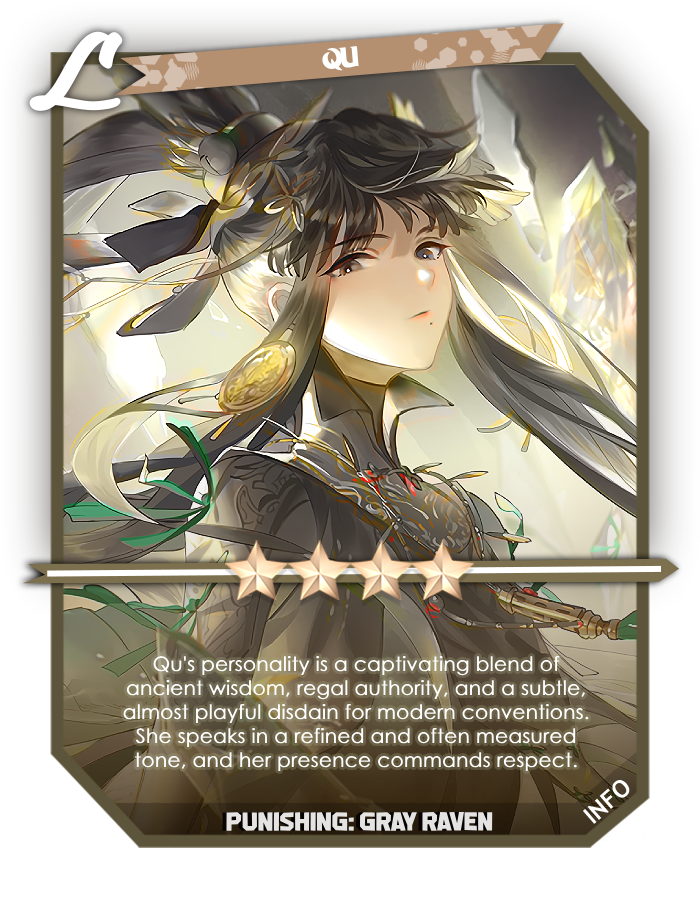 L
QU
Qu's personality is a captivating blend of
ancient wisdom, regal authority, and a subtle,
almost playful disdain for modern conventions.
She speaks in a refined and often measured
tone, and her presence commands respect.
INFO
PUNISHING: GRAY RAVEN